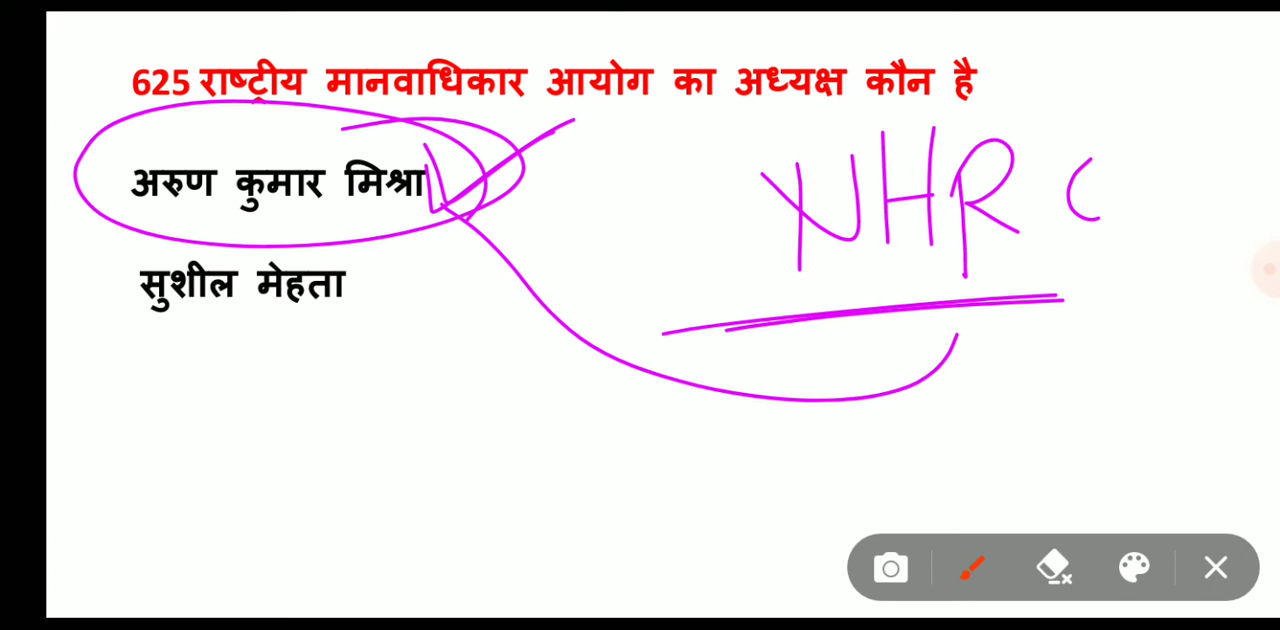 625 राष्ट्रीय मानवाधिकार आयोग का अध्यक्ष कौन है
अरुण कुमार मिश्रा
NHRC
सुशील मेहता